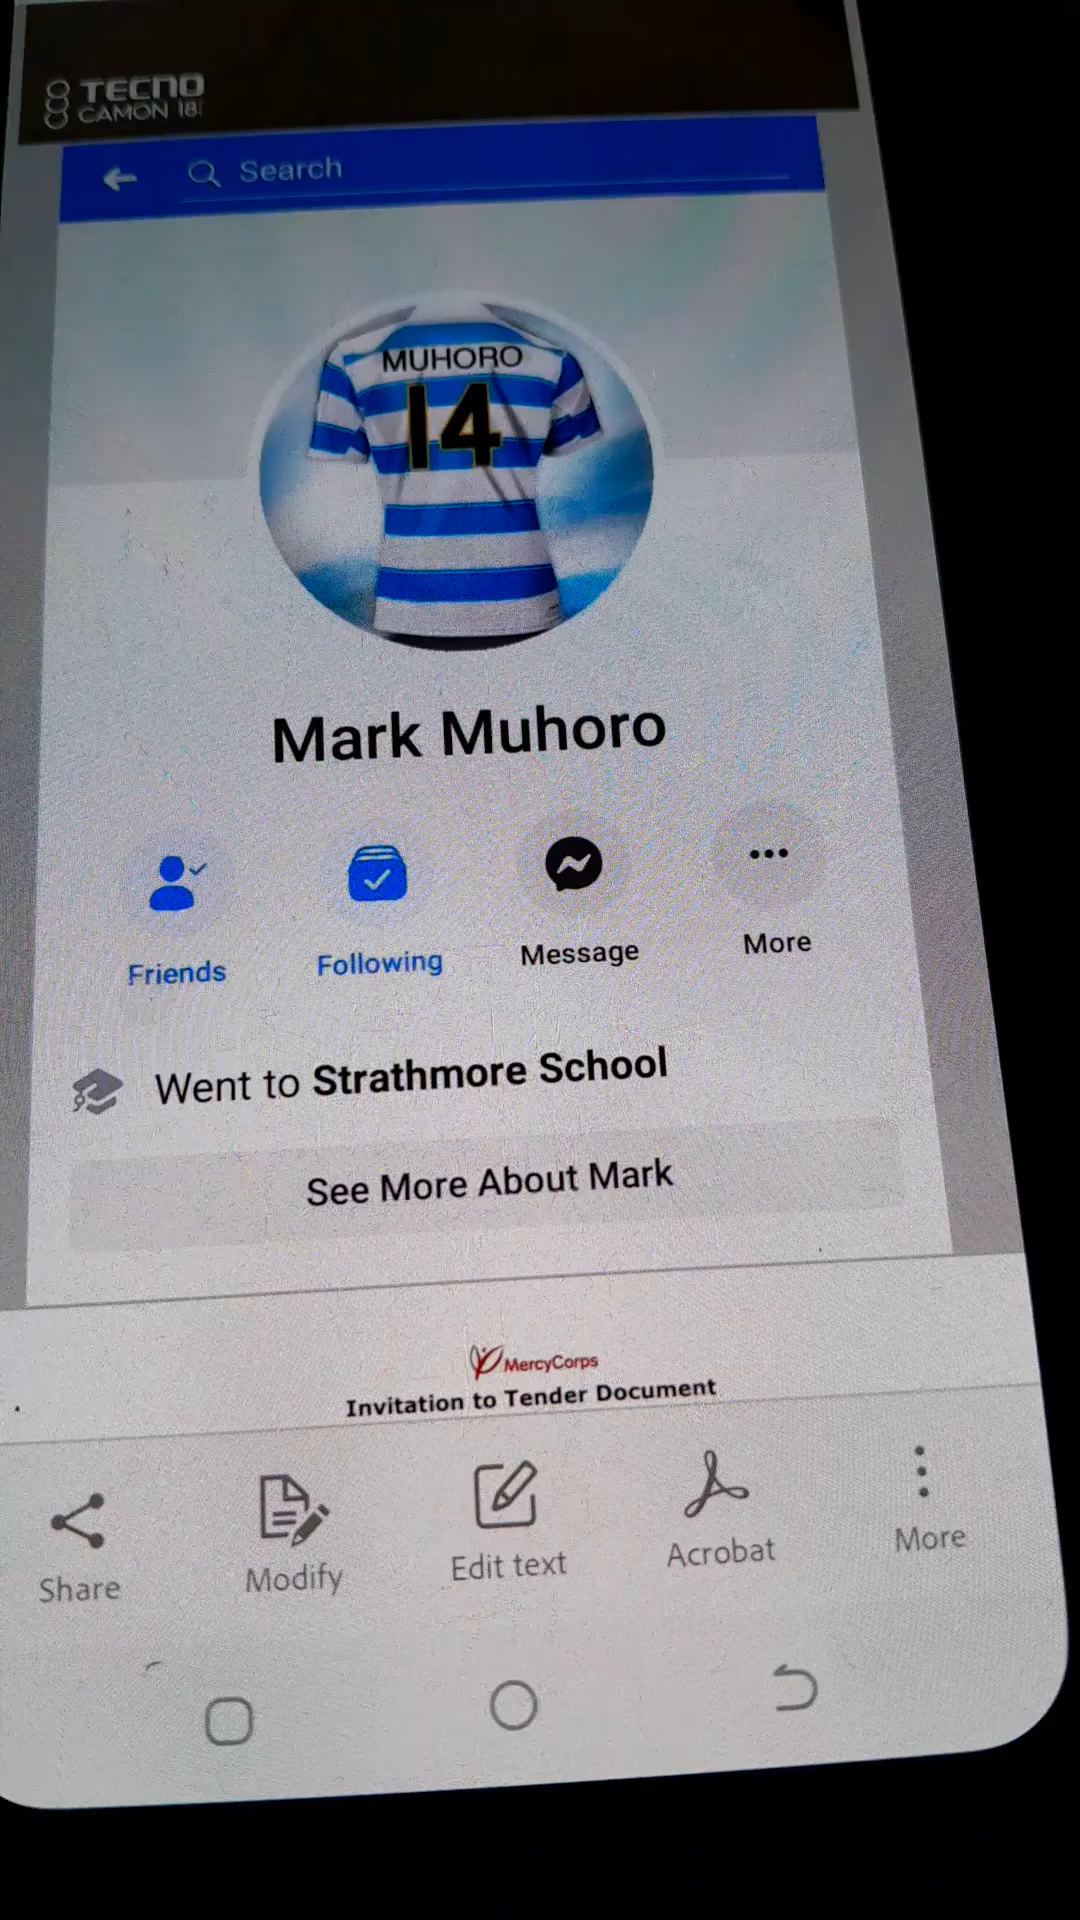 TECNO
CAMON 18
Search
MUHORO
14
Mark Muhoro
Friends
Following
Message
More
Went to Strathmore School
See More About Mark
MercyCorps
Invitation to Tender Document
Share
Modify
Edit text
Acrobat
More